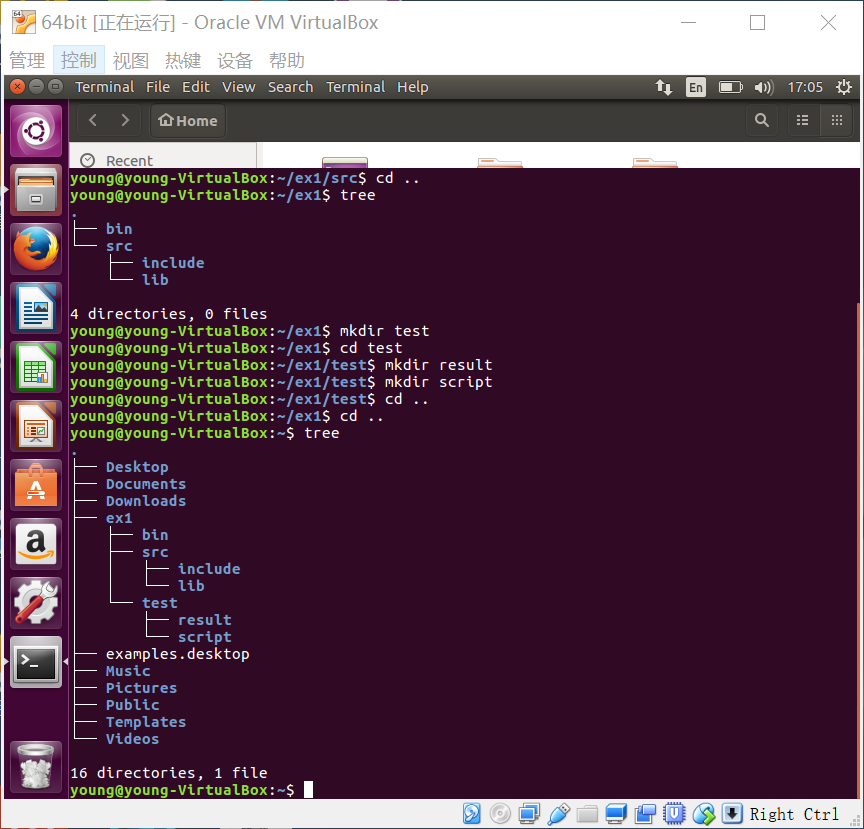 64bit [正在运行] - Oracle VM VirtualBox
管理 控制 视图 热键 设备 帮助
Terminal File Edit View Search Terminal Help En 17:05
Home
Recent
young@young-VirtualBox:~/ex1/src$ cd ..
young@young-VirtualBox:~/ex1$ tree
.
├── bin
└── src
    ├── include
    └── lib
4 directories, 0 files
young@young-VirtualBox:~/ex1$ mkdir test
young@young-VirtualBox:~/ex1$ cd test
young@young-VirtualBox:~/ex1/test$ mkdir result
young@young-VirtualBox:~/ex1/test$ mkdir script
young@young-VirtualBox:~/ex1/test$ cd ..
young@young-VirtualBox:~/ex1$ cd ..
young@young-VirtualBox:~$ tree
.
├── Desktop
├── Documents
├── Downloads
├── ex1
│   ├── bin
│   ├── src
│   │   ├── include
│   │   └── lib
│   └── test
│       ├── result
│       └── script
├── examples.desktop
├── Music
├── Pictures
├── Public
├── Templates
└── Videos
16 directories, 1 file
young@young-VirtualBox:~$
Right Ctrl